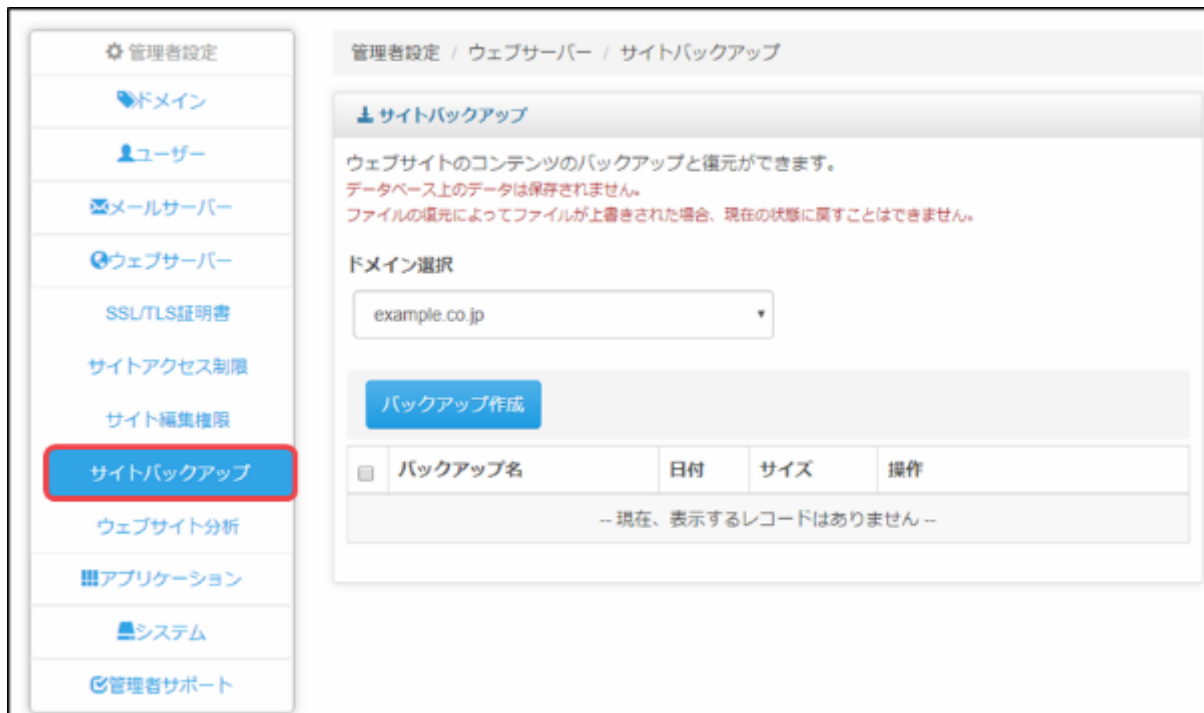 管理者設定
ドメイン
ユーザー
メールサーバー
ウェブサーバー
SSL/TLS証明書
サイトアクセス制限
サイト編集権限
サイトバックアップ
ウェブサイト分析
アプリケーション
システム
管理者サポート
管理者設定 / ウェブサーバー / サイトバックアップ
サイトバックアップ
ウェブサイトのコンテンツのバックアップと復元ができます。
データベース上のデータは保存されません。
ファイルの復元によってファイルが上書きされた場合、現在の状態に戻すことはできません。
ドメイン選択
example.co.jp
バックアップ作成
バックアップ名 日付 サイズ 操作
-- 現在、表示するレコードはありません --